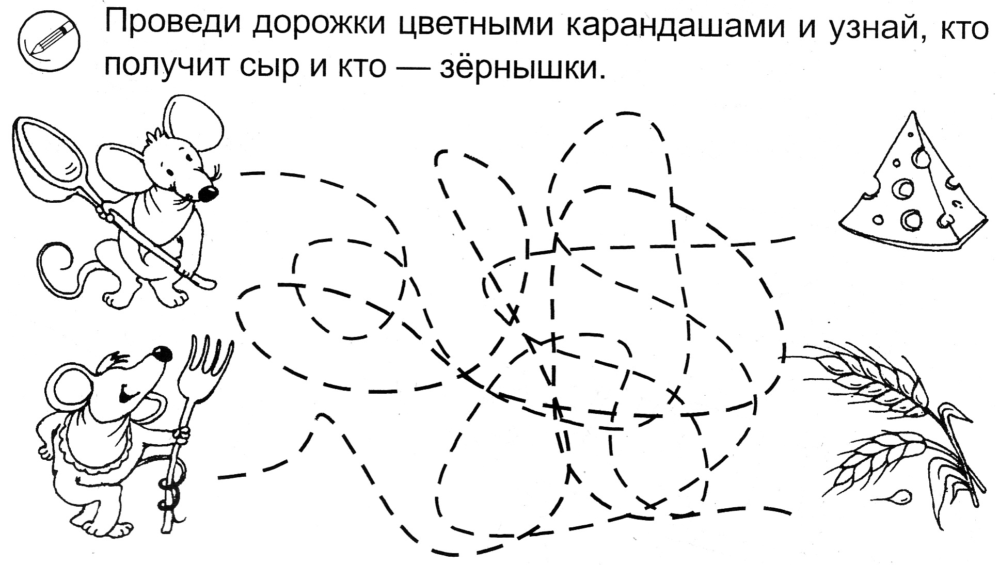 Проведи дорожки цветными карандашами и узнай, кто
получит сыр и кто — зёрнышки.